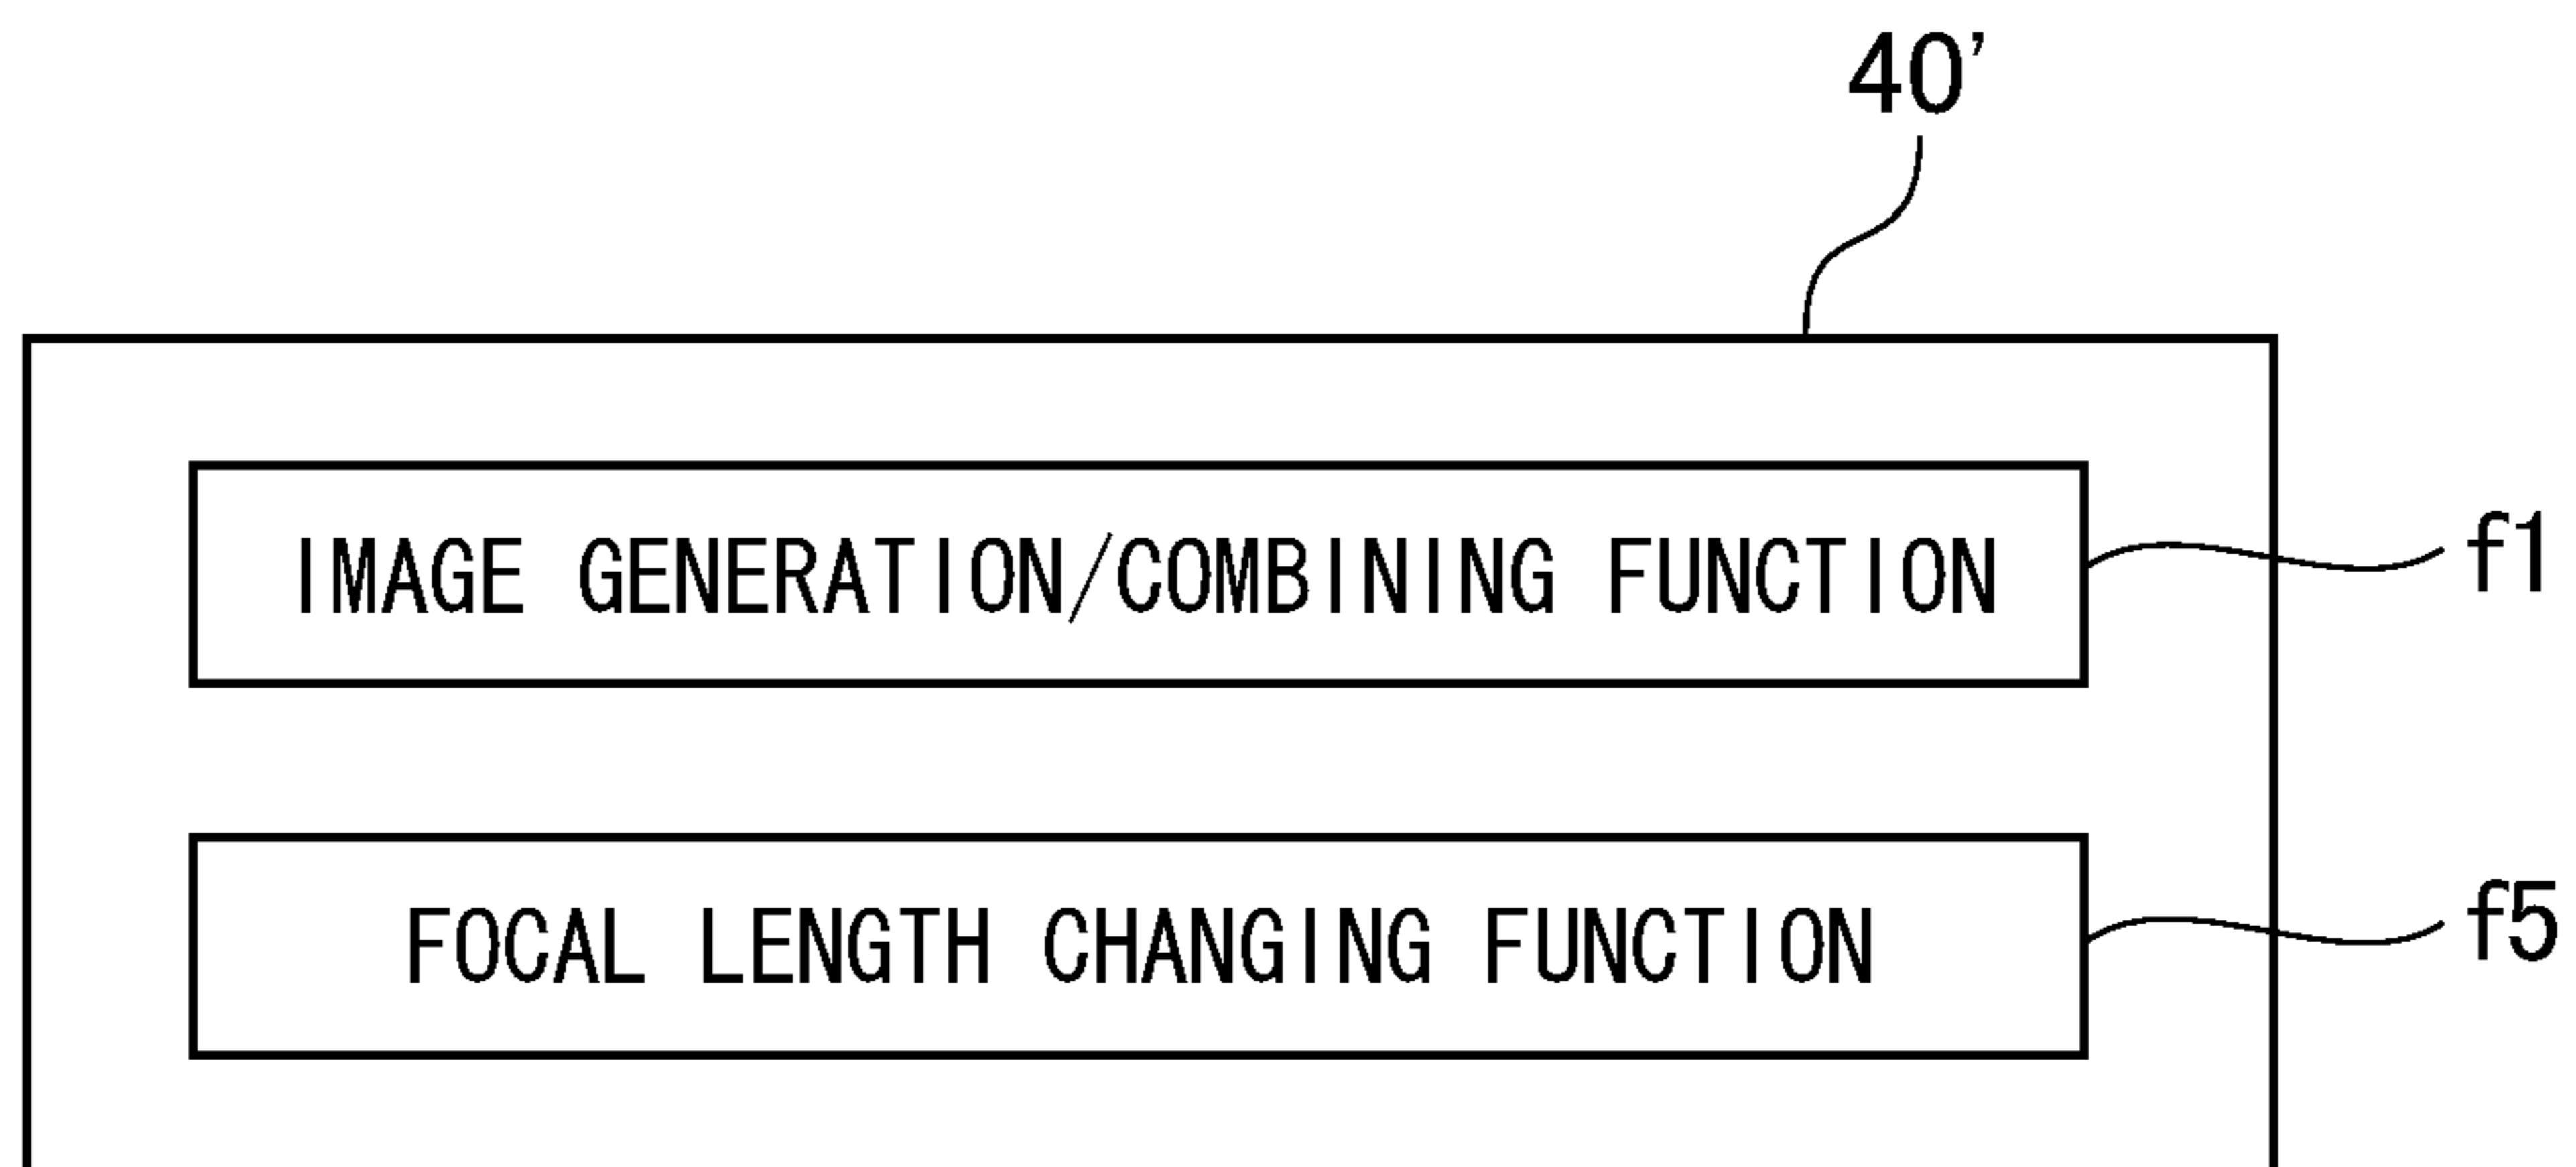 40'
IMAGE GENERATION/COMBINING FUNCTION
f1
FOCAL LENGTH CHANGING FUNCTION
f5